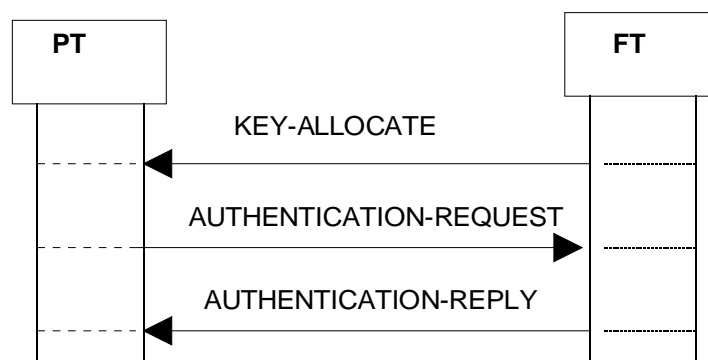 PT
FT
KEY-ALLOCATE
AUTHENTICATION-REQUEST
AUTHENTICATION-REPLY